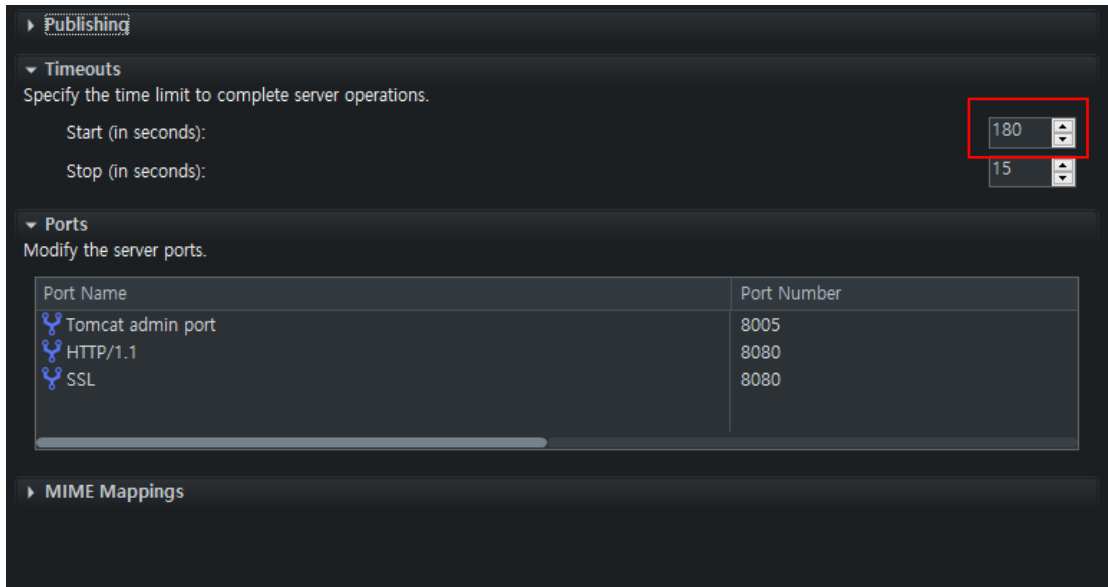 Publishing
Timeouts
Specify the time limit to complete server operations.
Start (in seconds): 180
Stop (in seconds): 15
Ports
Modify the server ports.
Port Name Port Number
Tomcat admin port 8005
HTTP/1.1 8080
SSL 8080
MIME Mappings